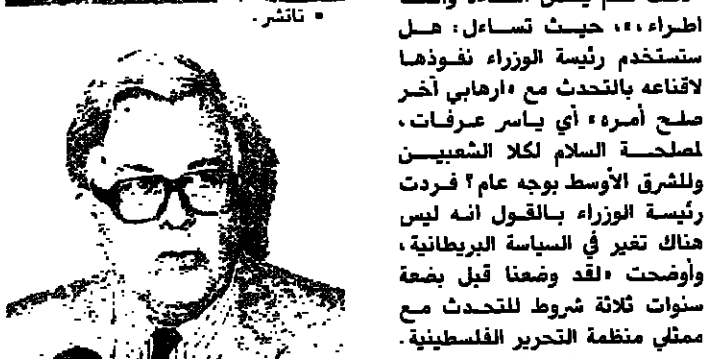 اطراء،»، حيث تساءل: هل
ستستخدم رئيسة الوزراء نفوذها
لاقناعه بالتحدث مع «ارهابي آخر
صلح أمره» أي ياسر عرفات،
لمصلحة السلام لكلا الشعبيين
وللشرق الأوسط بوجه عام؟ فردت
رئيسة الوزراء بالقول انه ليس
هناك تغير في السياسة البريطانية،
وأوضحت «لقد وضعنا قبل بضعة
سنوات ثلاثة شروط للتحدث مع
ممثلي منظمة التحرير الفلسطينية.
▪ تاتشر.